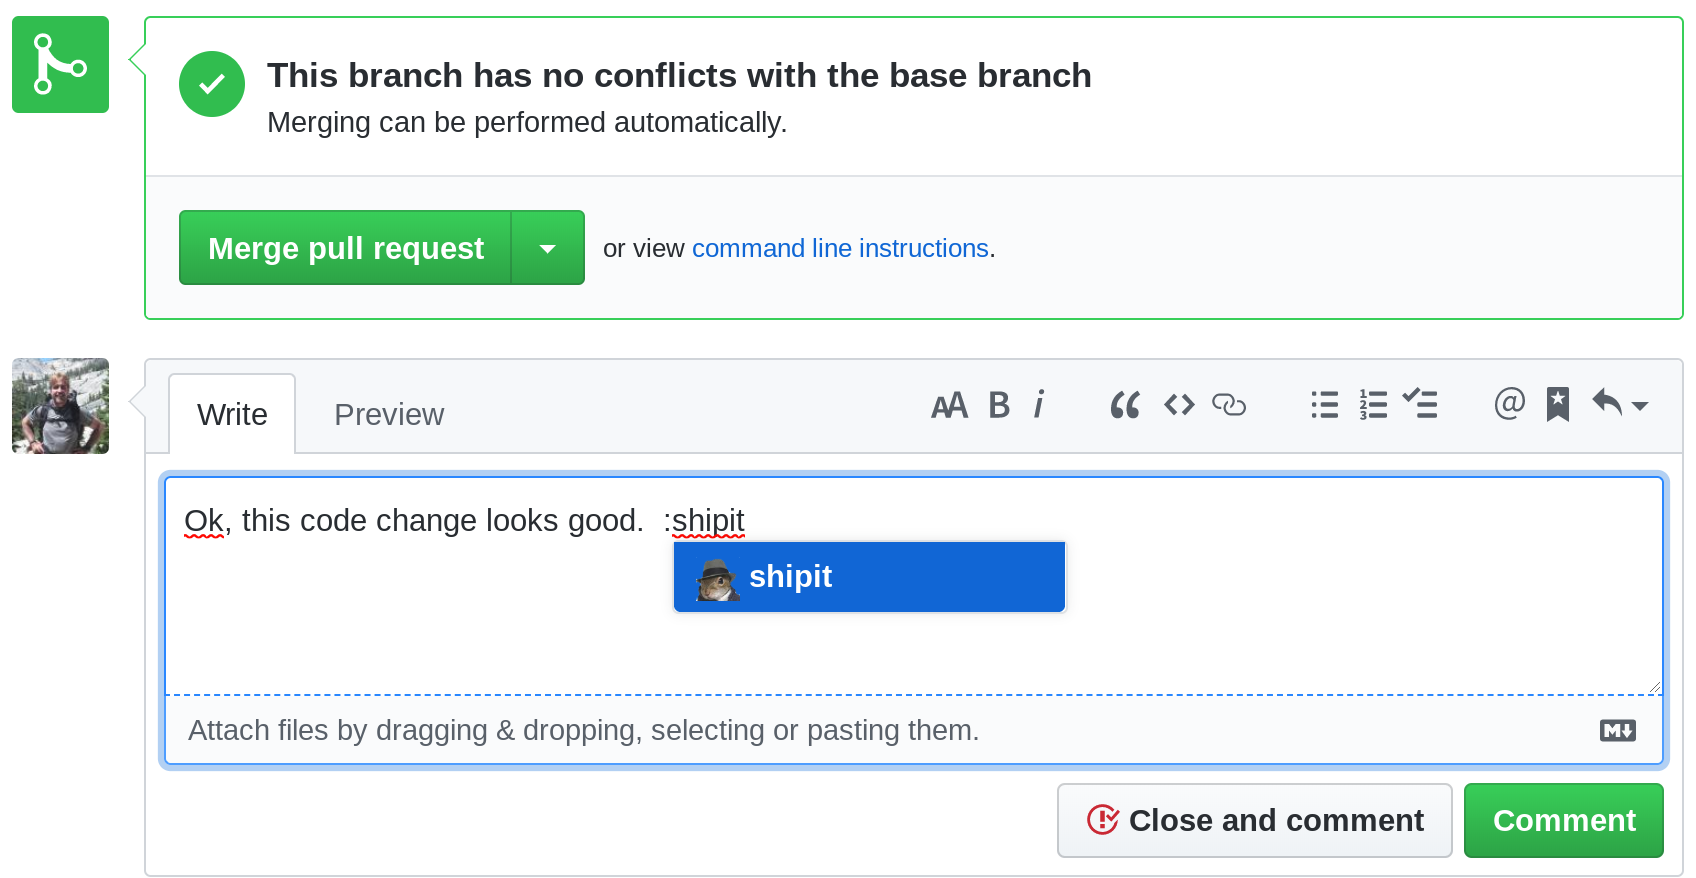 This branch has no conflicts with the base branch
Merging can be performed automatically.
Merge pull request
or view command line instructions.
Write
Preview
Ok, this code change looks good.  :shipit
shipit
Attach files by dragging & dropping, selecting or pasting them.
Close and comment
Comment